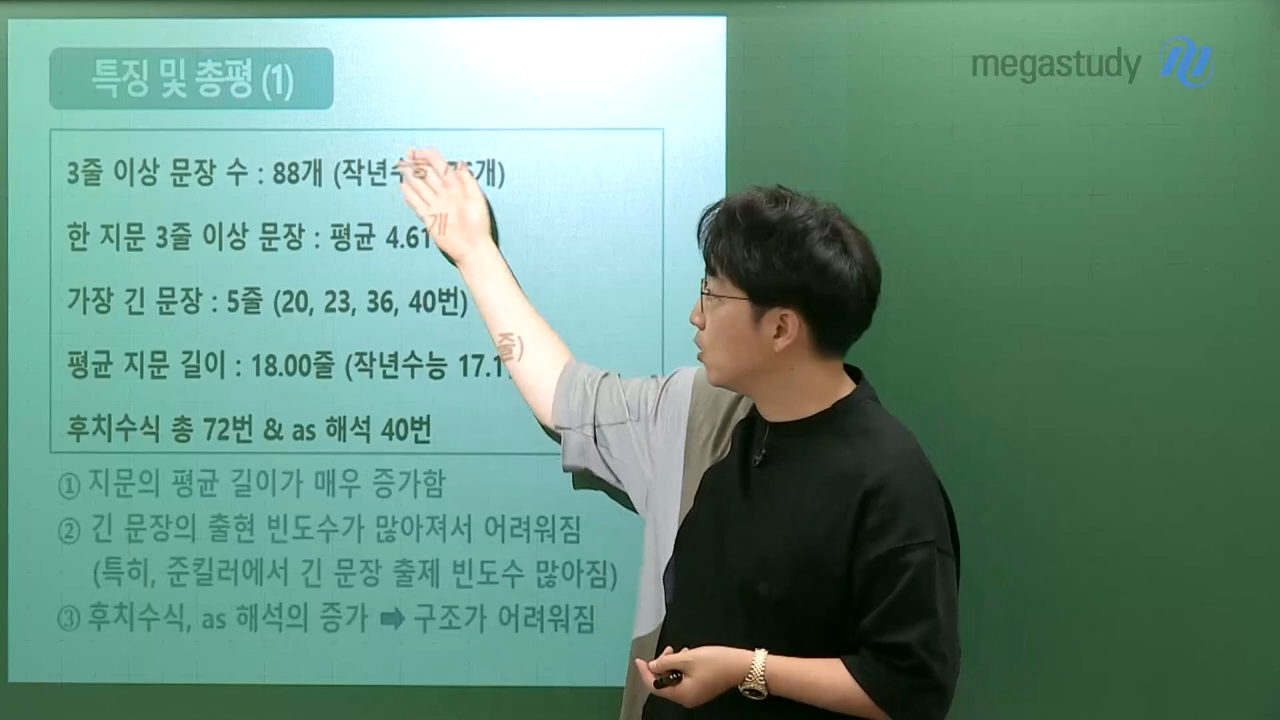 megastudy
특징 및 총평 (1)
3줄 이상 문장 수 : 88개 (작년수능 개)
한 지문 3줄 이상 문장 : 평균 4.61개
가장 긴 문장 : 5줄 (20, 23, 36, 40번)
평균 지문 길이 : 18.00줄 (작년수능 줄)
후치수식 총 72번 & as 해석 40번
① 지문의 평균 길이가 매우 증가함
② 긴 문장의 출현 빈도수가 많아져서 어려워짐
(특히, 준킬러에서 긴 문장 출제 빈도수 많아짐)
③ 후치수식, as 해석의 증가 ➡ 구조가 어려워짐